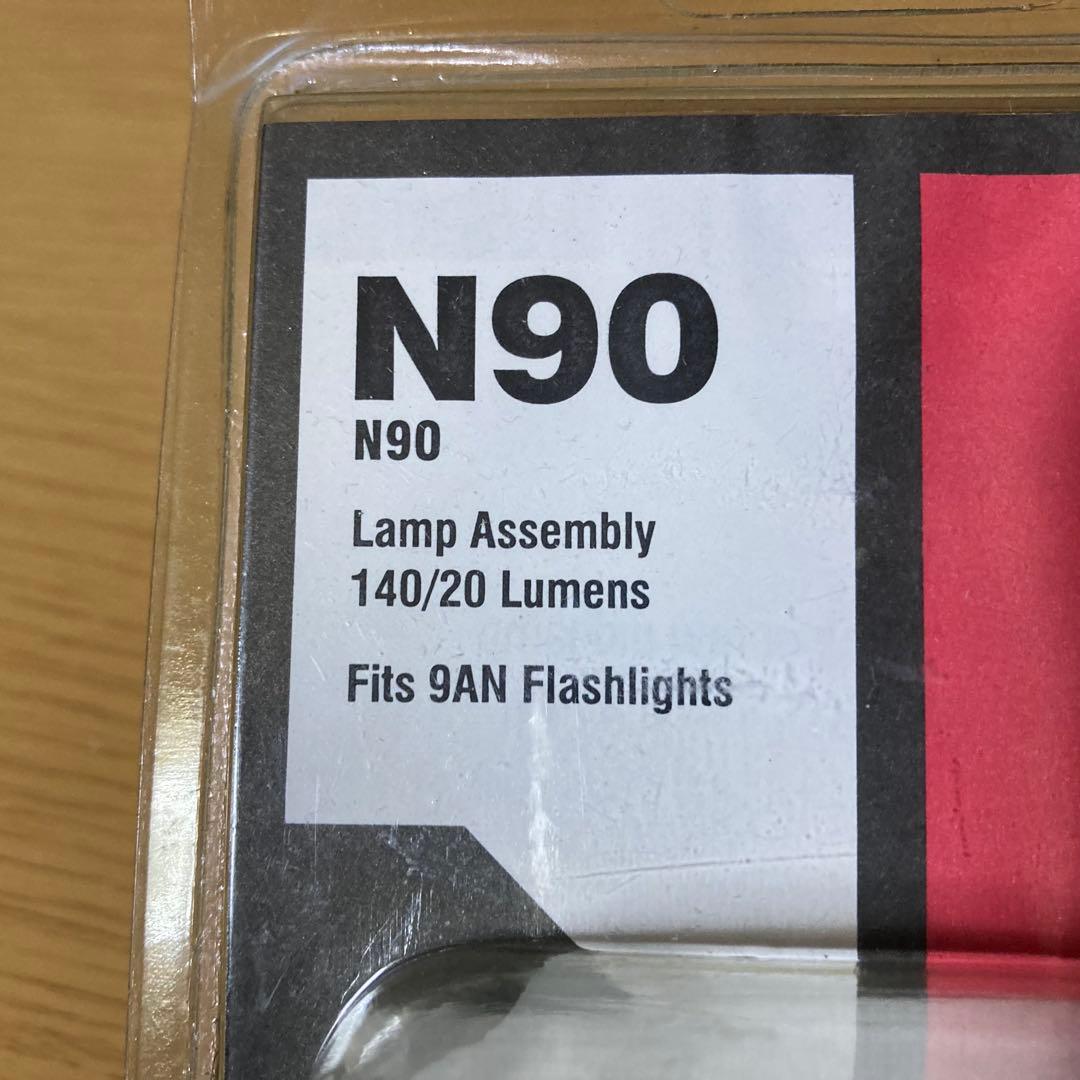 N90
N90
Lamp Assembly
140/20 Lumens
Fits 9AN Flashlights